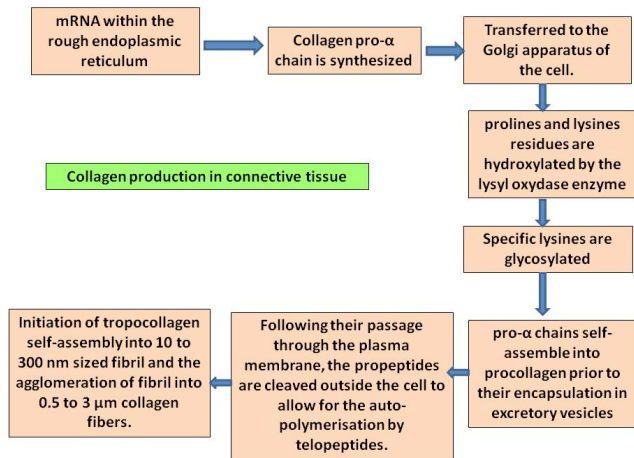 mRNA within the
rough endoplasmic
reticulum
Collagen pro-α
chain is synthesized
Transferred to the
Golgi apparatus of
the cell.
prolines and lysines
residues are
hydroxylated by the
lysyl oxydase enzyme
Collagen production in connective tissue
Specific lysines are
glycosylated
pro-α chains self-
assemble into
procollagen prior to
their encapsulation in
excretory vesicles
Following their passage
through the plasma
membrane, the propeptides
are cleaved outside the cell to
allow for the auto-
polymerisation by
telopeptides.
Initiation of tropocollagen
self-assembly into 10 to
300 nm sized fibril and the
agglomeration of fibril into
0.5 to 3 μm collagen
fibers.